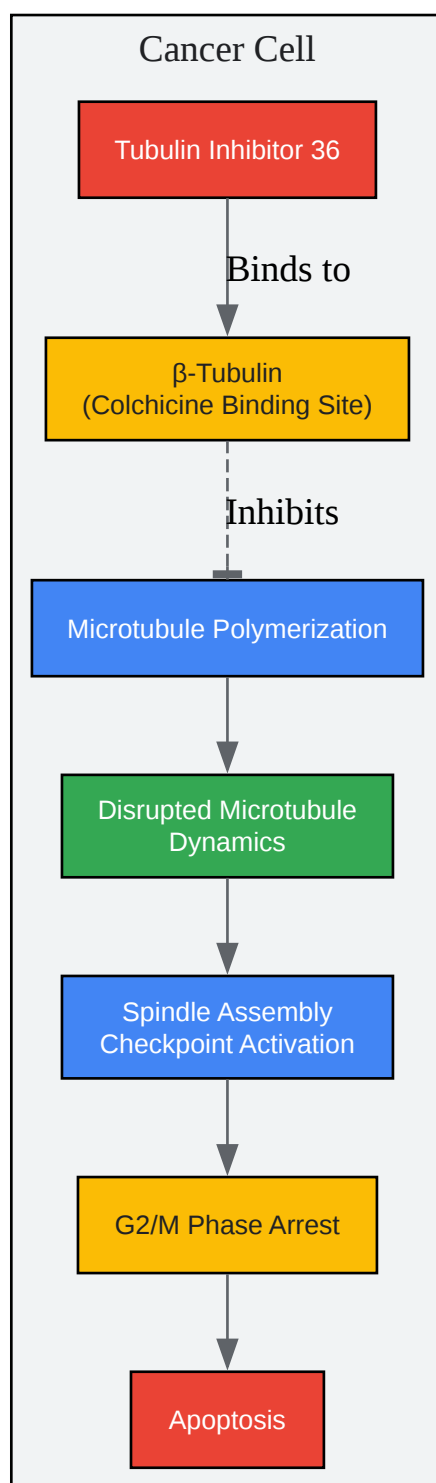 Cancer Cell
Tubulin Inhibitor 36
Binds to
β-Tubulin
(Colchicine Binding Site)
Inhibits
Microtubule Polymerization
Disrupted Microtubule
Dynamics
Spindle Assembly
Checkpoint Activation
G2/M Phase Arrest
Apoptosis